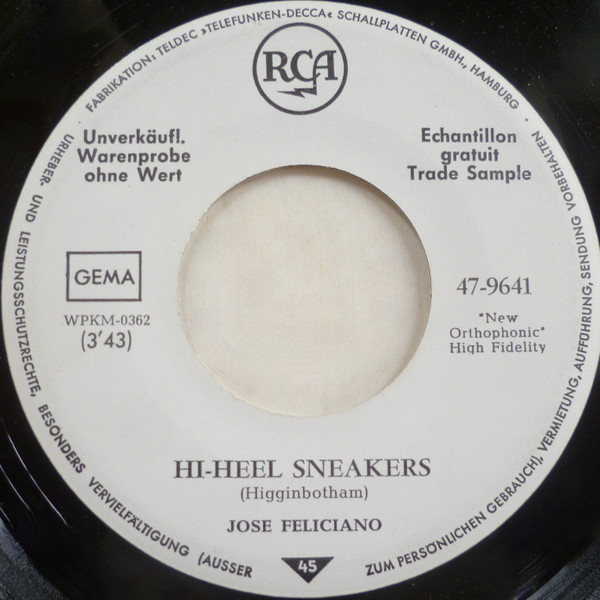 FABRIKATION: TELDEC »TELEFUNKEN-DECCA« SCHALLPLATTEN GMBH., HAMBURG ·
URHEBER- UND LEISTUNGSSCHUTZRECHTE, BESONDERS VERVIELFÄLTIGUNG (AUSSER ZUM PERSÖNLICHEN GEBRAUCH), VERMIETUNG, AUFFÜHRUNG, SENDUNG VORBEHALTEN ·
RCA
Unverkäufl.
Warenprobe
ohne Wert
Echantillon
gratuit
Trade Sample
GEMA
WPKM-0362
(3'43)
47-9641
"New
Orthophonic"
High Fidelity
HI-HEEL SNEAKERS
(Higginbotham)
JOSE FELICIANO
45